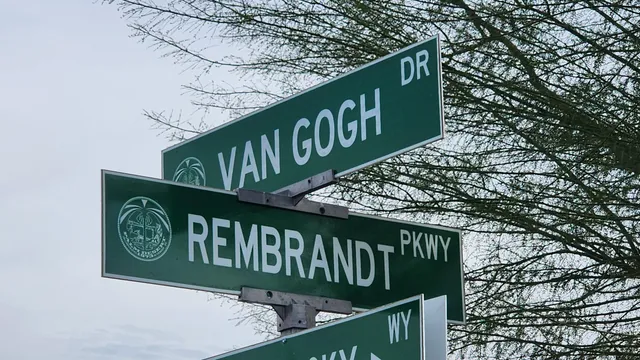 VAN GOGH DR
REMBRANDT PKWY
WY